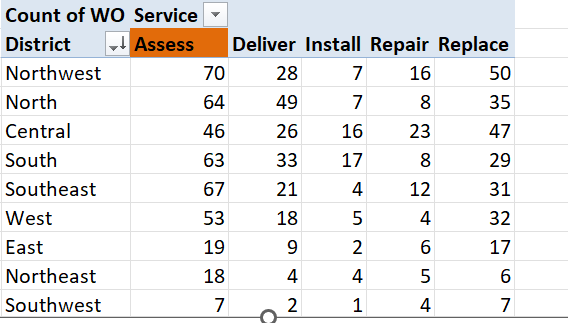 Count of WO Service
District Assess Deliver Install Repair Replace
Northwest 70 28 7 16 50
North 64 49 7 8 35
Central 46 26 16 23 47
South 63 33 17 8 29
Southeast 67 21 4 12 31
West 53 18 5 4 32
East 19 9 2 6 17
Northeast 18 4 4 5 6
Southwest 7 2 1 4 7